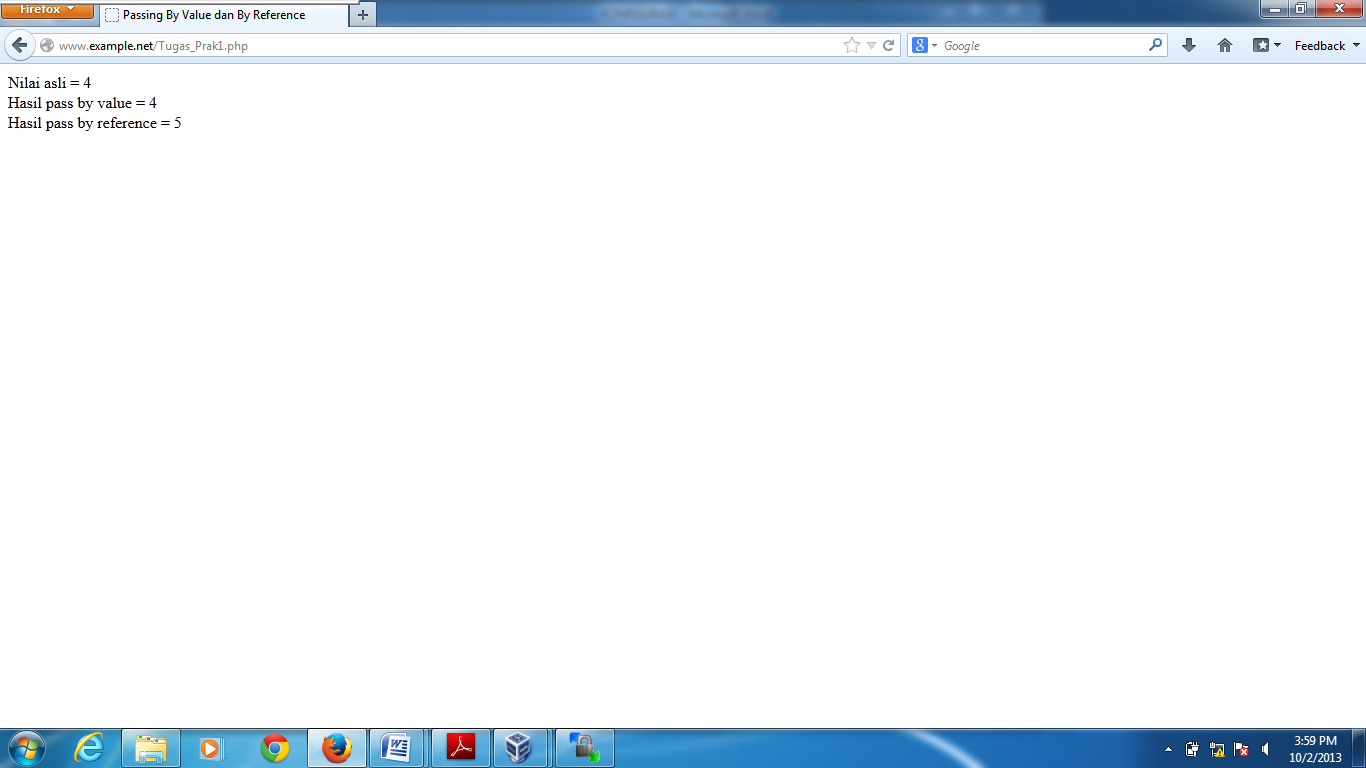 Firefox
Passing By Value dan By Reference
www.example.net/Tugas_Prak1.php
Google
Feedback
Nilai asli = 4
Hasil pass by value = 4
Hasil pass by reference = 5
3:59 PM
10/2/2013